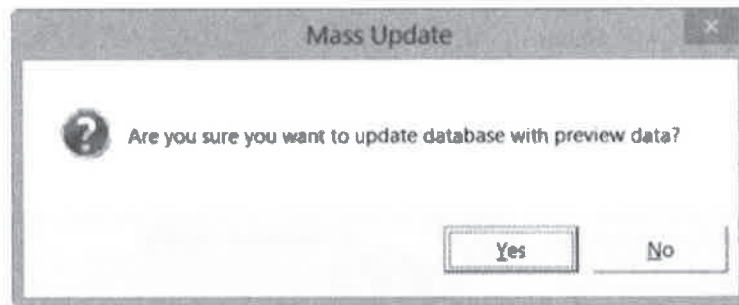 Mass Update
Are you sure you want to update database with preview data?
Yes
No